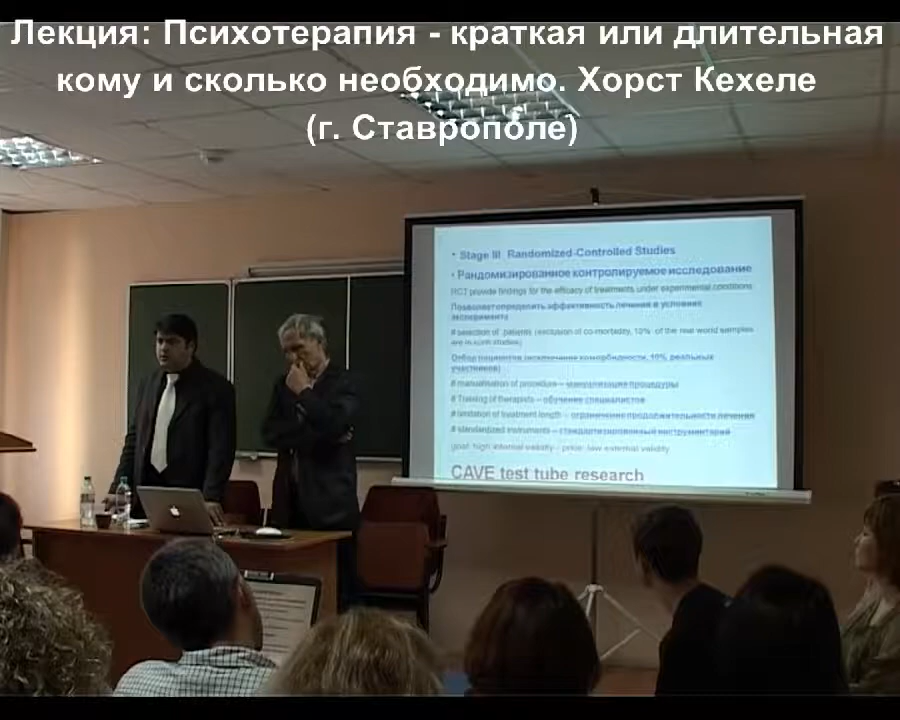 Лекция: Психотерапия - краткая или длительная
кому и сколько необходимо. Хорст Кехеле
(г. Ставрополе)
• Stage III Randomized-Controlled Studies
• Рандомизированное контролируемое исследование
RCT provide findings for the efficacy of treatments under experimental conditions
Позволяет определить эффективность лечения в условиях
эксперимента
# selection of patients (exclusion of co-morbidity, 10% of the real world samples
are in such studies)
Отбор пациентов (исключение коморбидности, 10% реальных
участников)
# manualisation of procedure – мануализация процедуры
# Training of therapists – обучение специалистов
# limitation of treatment length – ограничение продолжительности лечения
# standardized instruments – стандартизированный инструментарий
goal: high internal validity – price: low external validity
CAVE test tube research